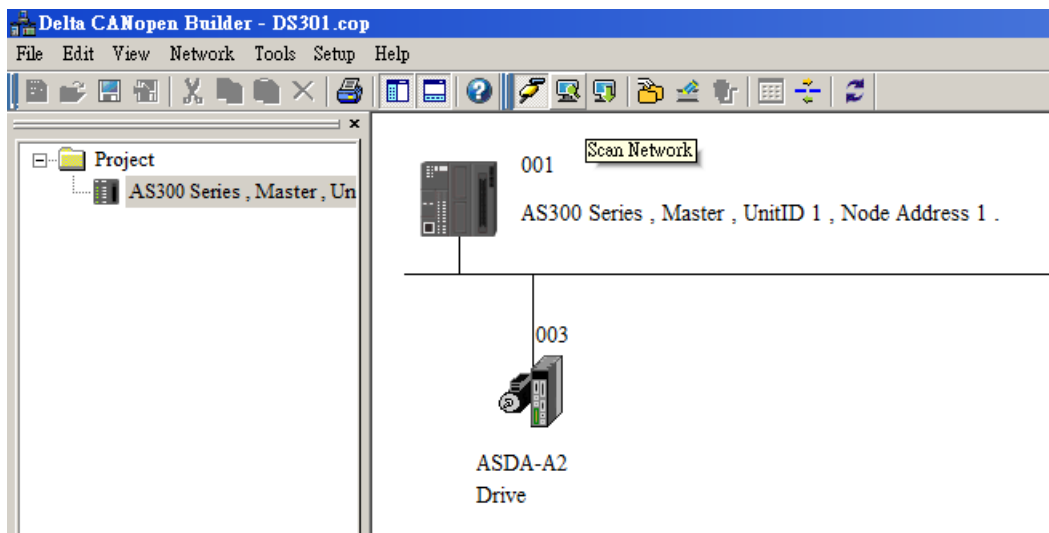 Delta CANopen Builder - DS301.cop
File Edit View Network Tools Setup Help
Project
AS300 Series , Master , Un
Scan Network
001
AS300 Series , Master , UnitID 1 , Node Address 1 .
003
ASDA-A2
Drive